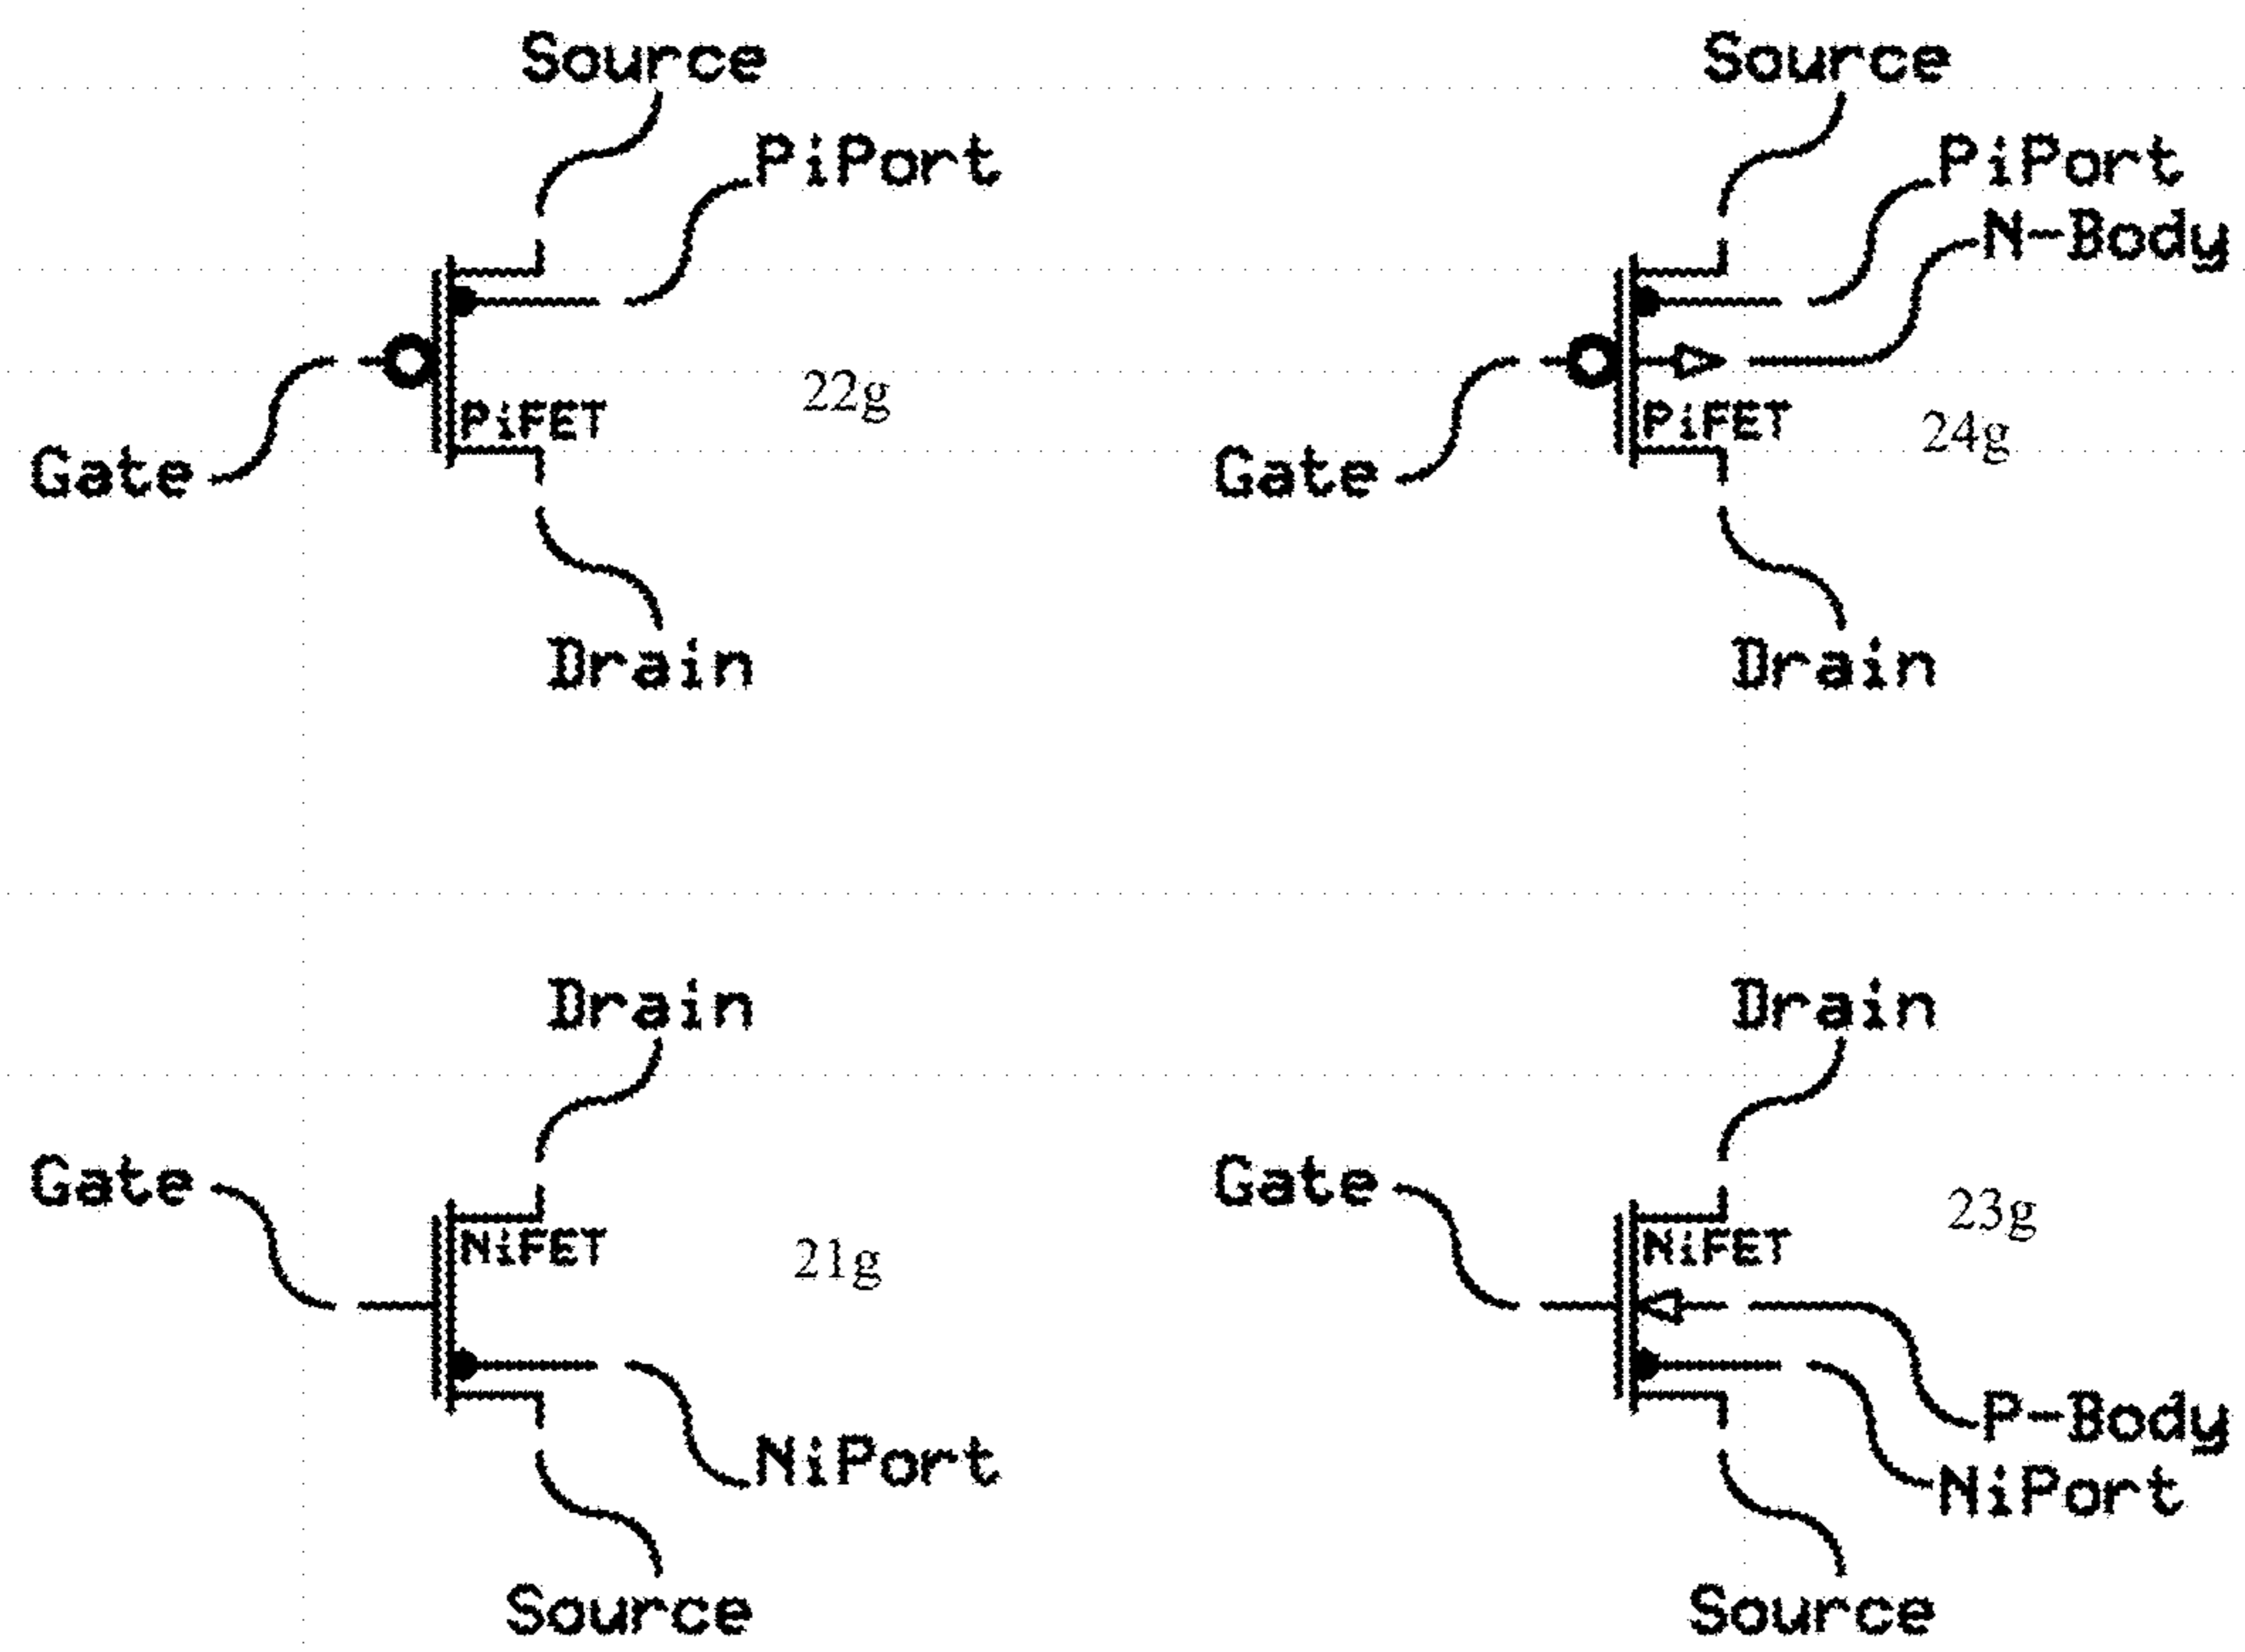 Source
PiPort
22g
PiFET
Gate
Drain
Source
PiPort
N-Body
24g
PiFET
Gate
Drain
Drain
Gate
NiFET
21g
NiPort
Source
Drain
Gate
23g
NiFET
P-Body
NiPort
Source